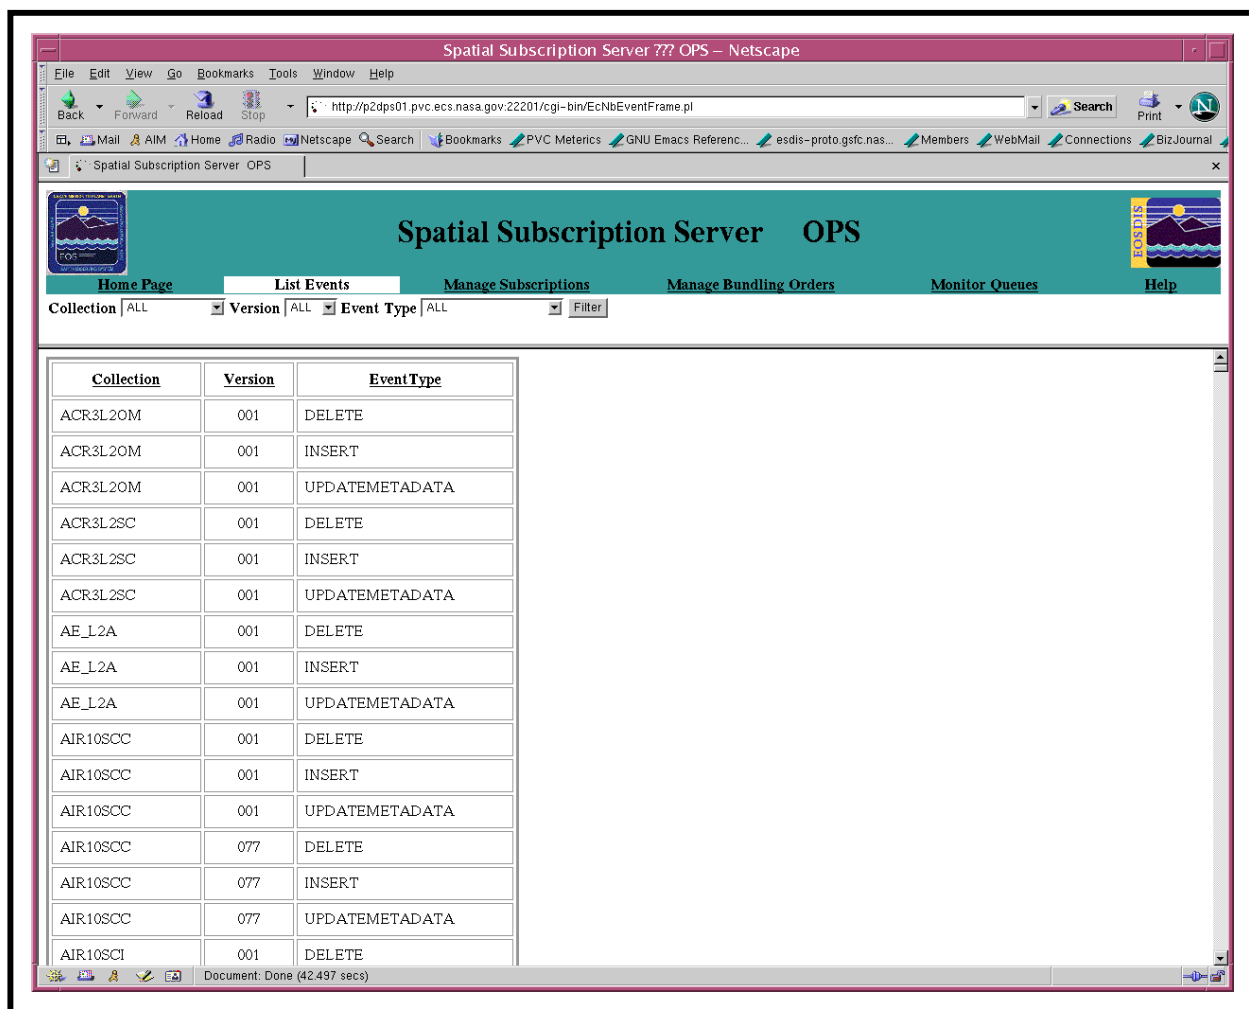 Spatial Subscription Server ??? OPS – Netscape
File Edit View Go Bookmarks Tools Window Help
Back Forward Reload Stop http://p2dps01.pvc.ecs.nasa.gov:22201/cgi-bin/EcNbEventFrame.pl Search Print N
Mail AIM Home Radio Netscape Search Bookmarks PVC Meterics GNU Emacs Referenc... esdis-proto.gsfc.nas... Members WebMail Connections BizJournal
Spatial Subscription Server OPS
EOS
Spatial Subscription Server OPS
EOSDIS
Home Page List Events Manage Subscriptions Manage Bundling Orders Monitor Queues Help
Collection ALL Version ALL Event Type ALL Filter
Collection Version EventType
ACR3L2OM 001 DELETE
ACR3L2OM 001 INSERT
ACR3L2OM 001 UPDATEMETADATA
ACR3L2SC 001 DELETE
ACR3L2SC 001 INSERT
ACR3L2SC 001 UPDATEMETADATA
AE_L2A 001 DELETE
AE_L2A 001 INSERT
AE_L2A 001 UPDATEMETADATA
AIR10SCC 001 DELETE
AIR10SCC 001 INSERT
AIR10SCC 001 UPDATEMETADATA
AIR10SCC 077 DELETE
AIR10SCC 077 INSERT
AIR10SCC 077 UPDATEMETADATA
AIR10SCI 001 DELETE
Document: Done (42.497 secs)